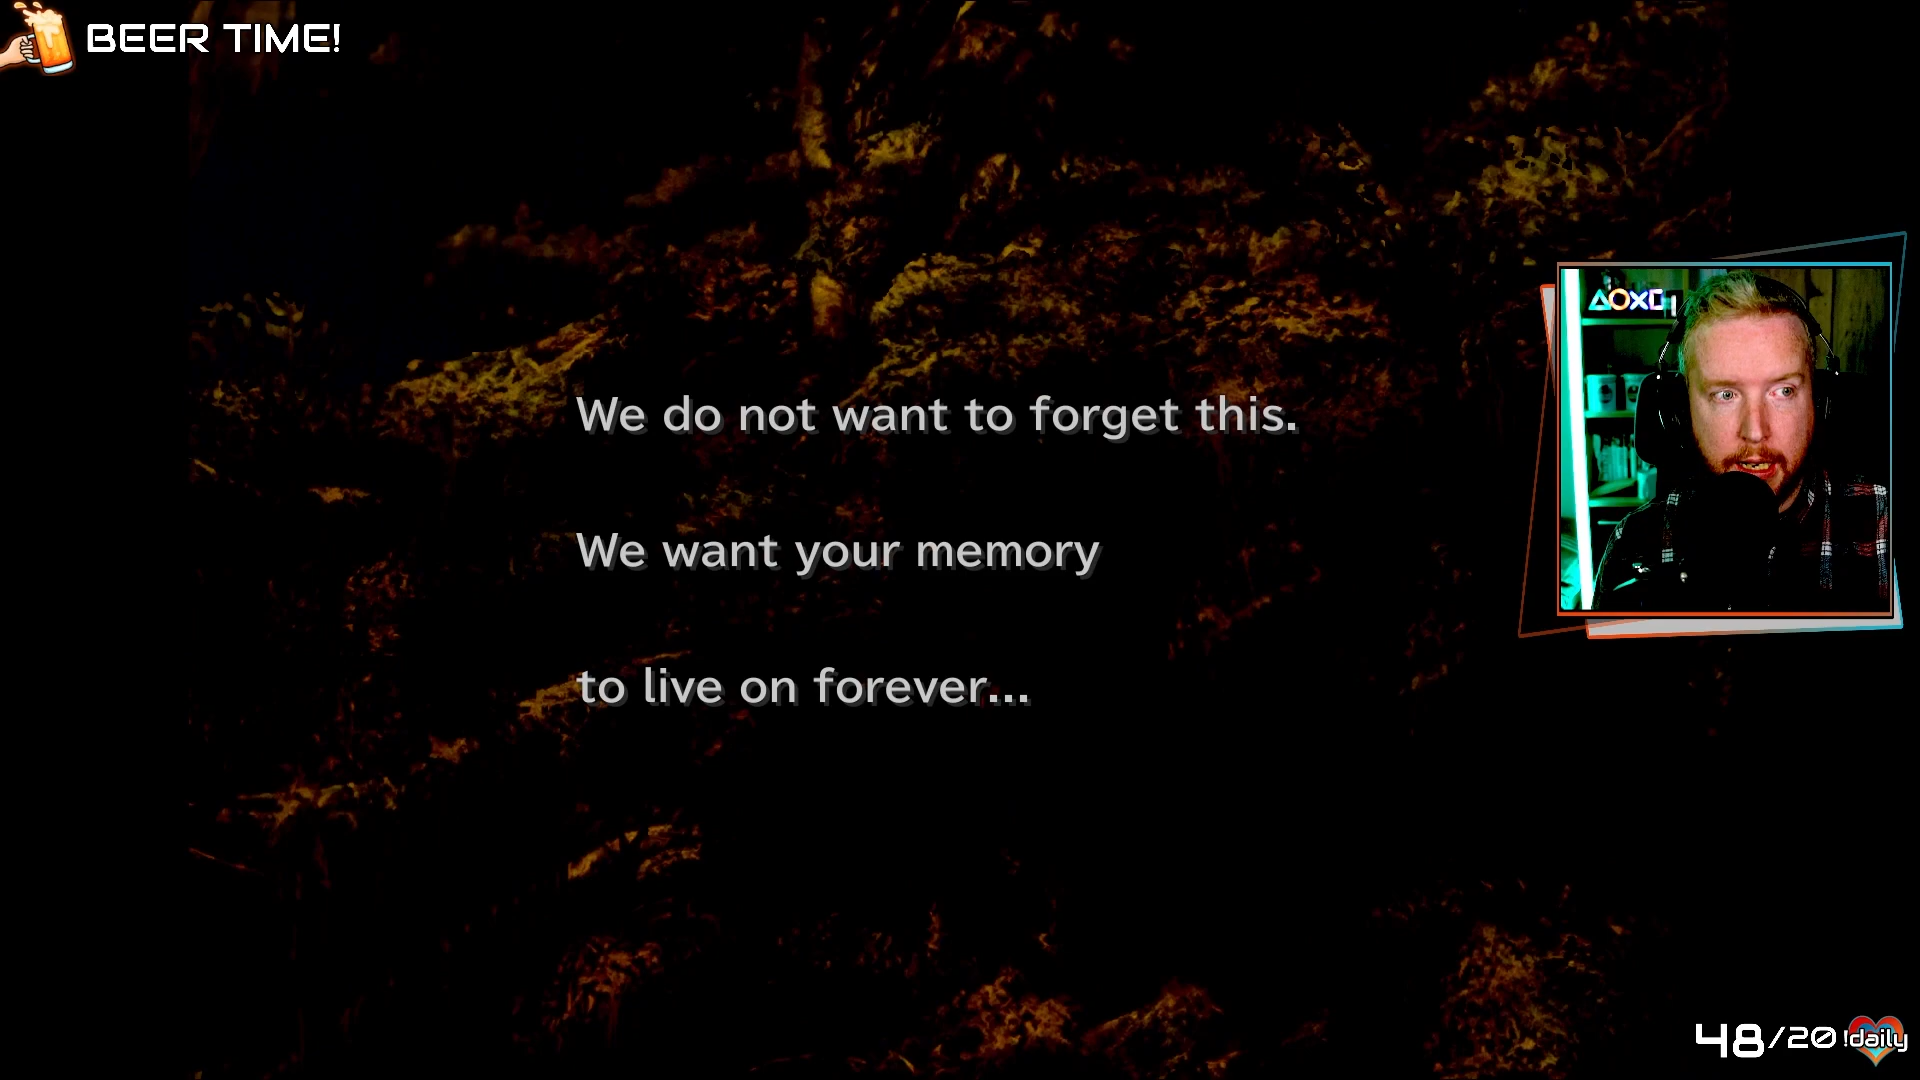 BEER TIME!
We do not want to forget this.
We want your memory
to live on forever...
48/20 !daily